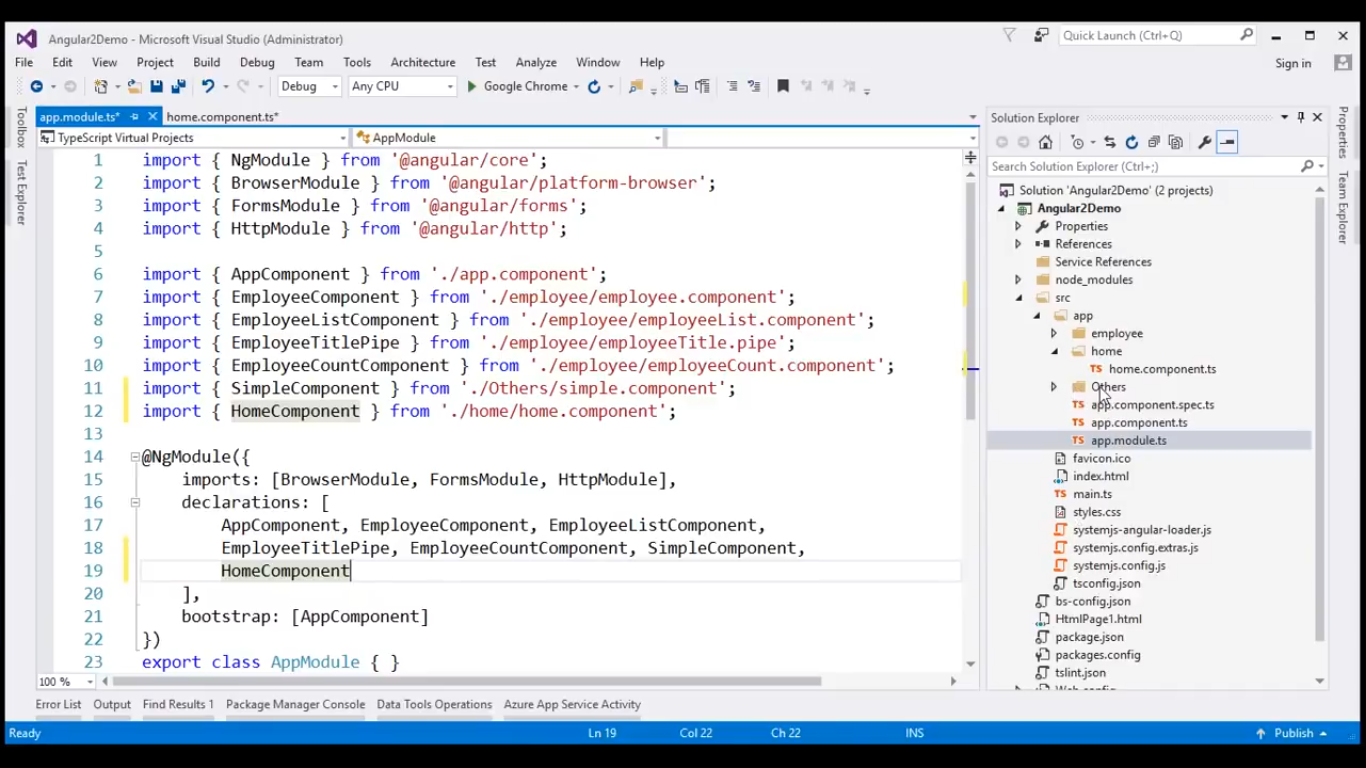 Angular2Demo - Microsoft Visual Studio (Administrator)
Quick Launch (Ctrl+Q)
File Edit View Project Build Debug Team Tools Architecture Test Analyze Window Help
Sign in
Debug Any CPU Google Chrome
Toolbox
Test Explorer
app.module.ts* home.component.ts*
TypeScript Virtual Projects AppModule
1 import { NgModule } from '@angular/core';
2 import { BrowserModule } from '@angular/platform-browser';
3 import { FormsModule } from '@angular/forms';
4 import { HttpModule } from '@angular/http';
5
6 import { AppComponent } from './app.component';
7 import { EmployeeComponent } from './employee/employee.component';
8 import { EmployeeListComponent } from './employee/employeeList.component';
9 import { EmployeeTitlePipe } from './employee/employeeTitle.pipe';
10 import { EmployeeCountComponent } from './employee/employeeCount.component';
11 import { SimpleComponent } from './Others/simple.component';
12 import { HomeComponent } from './home/home.component';
13
14 @NgModule({
15 imports: [BrowserModule, FormsModule, HttpModule],
16 declarations: [
17 AppComponent, EmployeeComponent, EmployeeListComponent,
18 EmployeeTitlePipe, EmployeeCountComponent, SimpleComponent,
19 HomeComponent
20 ],
21 bootstrap: [AppComponent]
22 })
23 export class AppModule { }
100 %
Solution Explorer
Search Solution Explorer (Ctrl+;)
Solution 'Angular2Demo' (2 projects)
Angular2Demo
Properties
References
Service References
node_modules
src
app
employee
home
TS home.component.ts
Others
TS app.component.spec.ts
TS app.component.ts
TS app.module.ts
favicon.ico
index.html
TS main.ts
styles.css
systemjs-angular-loader.js
systemjs.config.extras.js
systemjs.config.js
tsconfig.json
bs-config.json
HtmlPage1.html
package.json
packages.config
tslint.json
Web.config
Properties
Team Explorer
Error List Output Find Results 1 Package Manager Console Data Tools Operations Azure App Service Activity
Ready Ln 19 Col 22 Ch 22 INS Publish